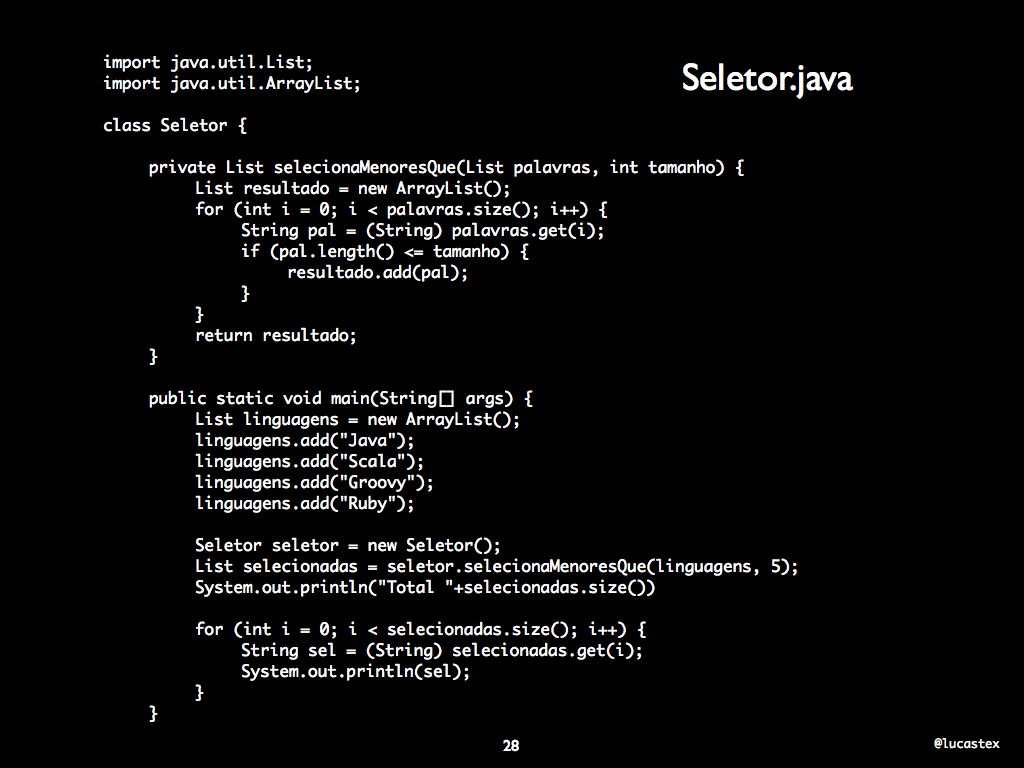 import java.util.List;
import java.util.ArrayList;
Seletor.java
class Seletor {
private List selecionaMenoresQue(List palavras, int tamanho) {
List resultado = new ArrayList();
for (int i = 0; i < palavras.size(); i++) {
String pal = (String) palavras.get(i);
if (pal.length() <= tamanho) {
resultado.add(pal);
}
}
return resultado;
}
public static void main(String[] args) {
List linguagens = new ArrayList();
linguagens.add("Java");
linguagens.add("Scala");
linguagens.add("Groovy");
linguagens.add("Ruby");
Seletor seletor = new Seletor();
List selecionadas = seletor.selecionaMenoresQue(linguagens, 5);
System.out.println("Total "+selecionadas.size())
for (int i = 0; i < selecionadas.size(); i++) {
String sel = (String) selecionadas.get(i);
System.out.println(sel);
}
}
28
@lucastex